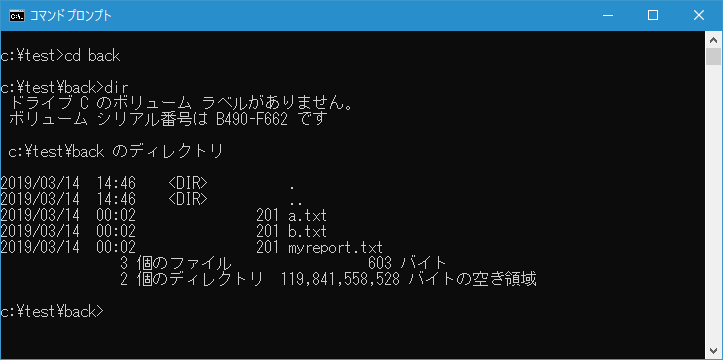 コマンドプロンプト
c:¥test>cd back
c:¥test¥back>dir
ドライブ C のボリューム ラベルがありません。
ボリューム シリアル番号は B490-F662 です
c:¥test¥back のディレクトリ
2019/03/14  14:46    <DIR>          .
2019/03/14  14:46    <DIR>          ..
2019/03/14  00:02               201 a.txt
2019/03/14  00:02               201 b.txt
2019/03/14  00:02               201 myreport.txt
3 個のファイル                 603 バイト
2 個のディレクトリ  119,841,558,528 バイトの空き領域
c:¥test¥back>